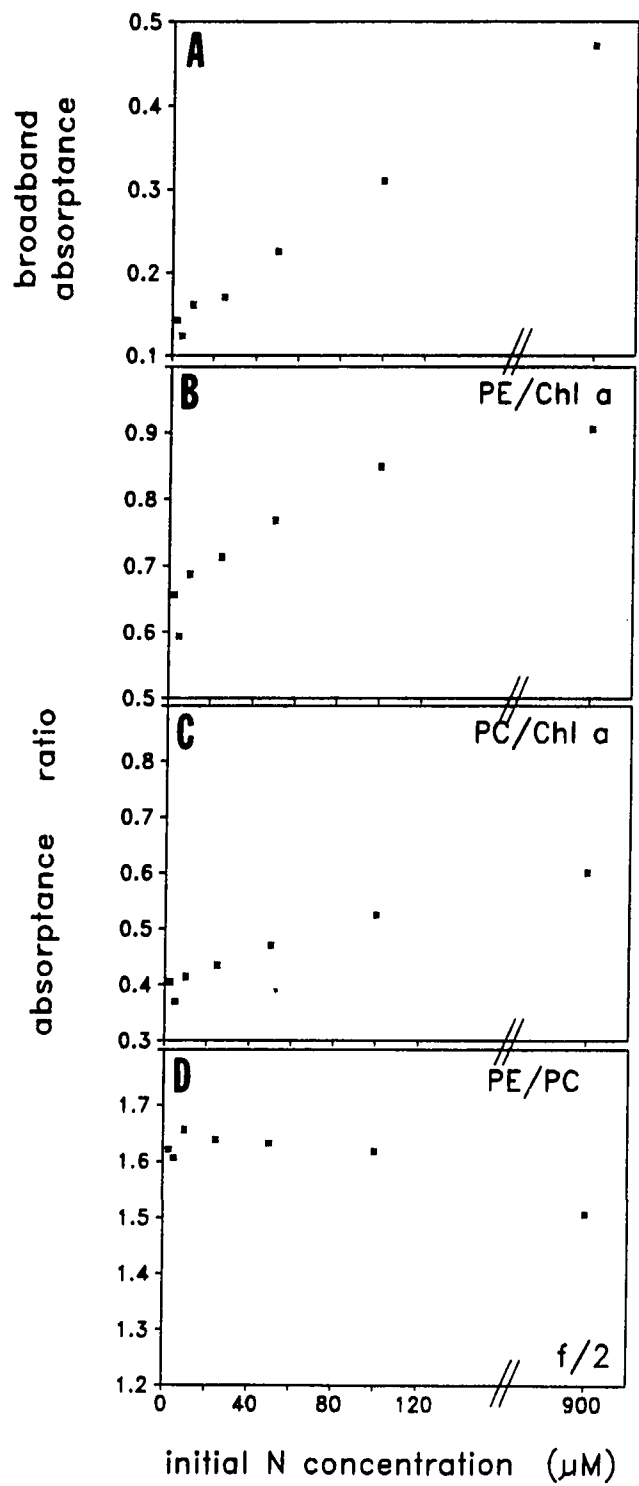 broadband
absorptance
A
0.5
0.4
0.3
0.2
0.1
absorptance ratio
B
PE/Chl a
0.9
0.8
0.7
0.6
0.5
C
PC/Chl a
0.8
0.7
0.6
0.5
0.4
0.3
D
PE/PC
1.7
1.6
1.5
1.4
1.3
1.2
f/2
0 40 80 120 900
initial N concentration (µM)